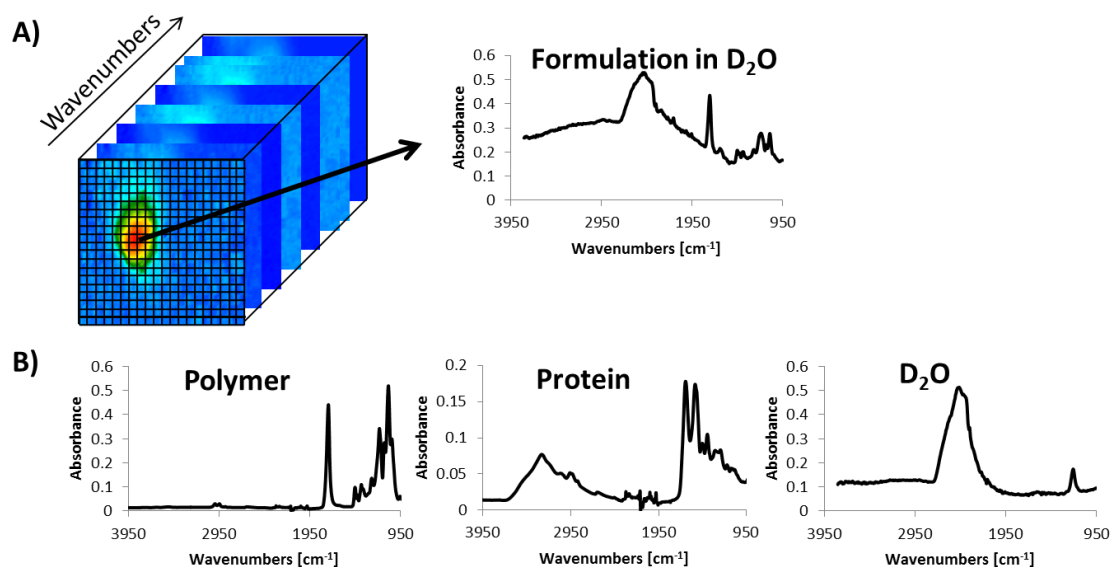 A)
Wavenumbers
Formulation in D₂O
Absorbance
0.6
0.5
0.4
0.3
0.2
0.1
0
3950 2950 1950 950
Wavenumbers [cm⁻¹]
B)
Polymer
Absorbance
0.6
0.5
0.4
0.3
0.2
0.1
0
3950 2950 1950 950
Wavenumbers [cm⁻¹]
Protein
Absorbance
0.2
0.15
0.1
0.05
0
3950 2950 1950 950
Wavenumbers [cm⁻¹]
D₂O
Absorbance
0.6
0.5
0.4
0.3
0.2
0.1
0
3950 2950 1950 950
Wavenumbers [cm⁻¹]